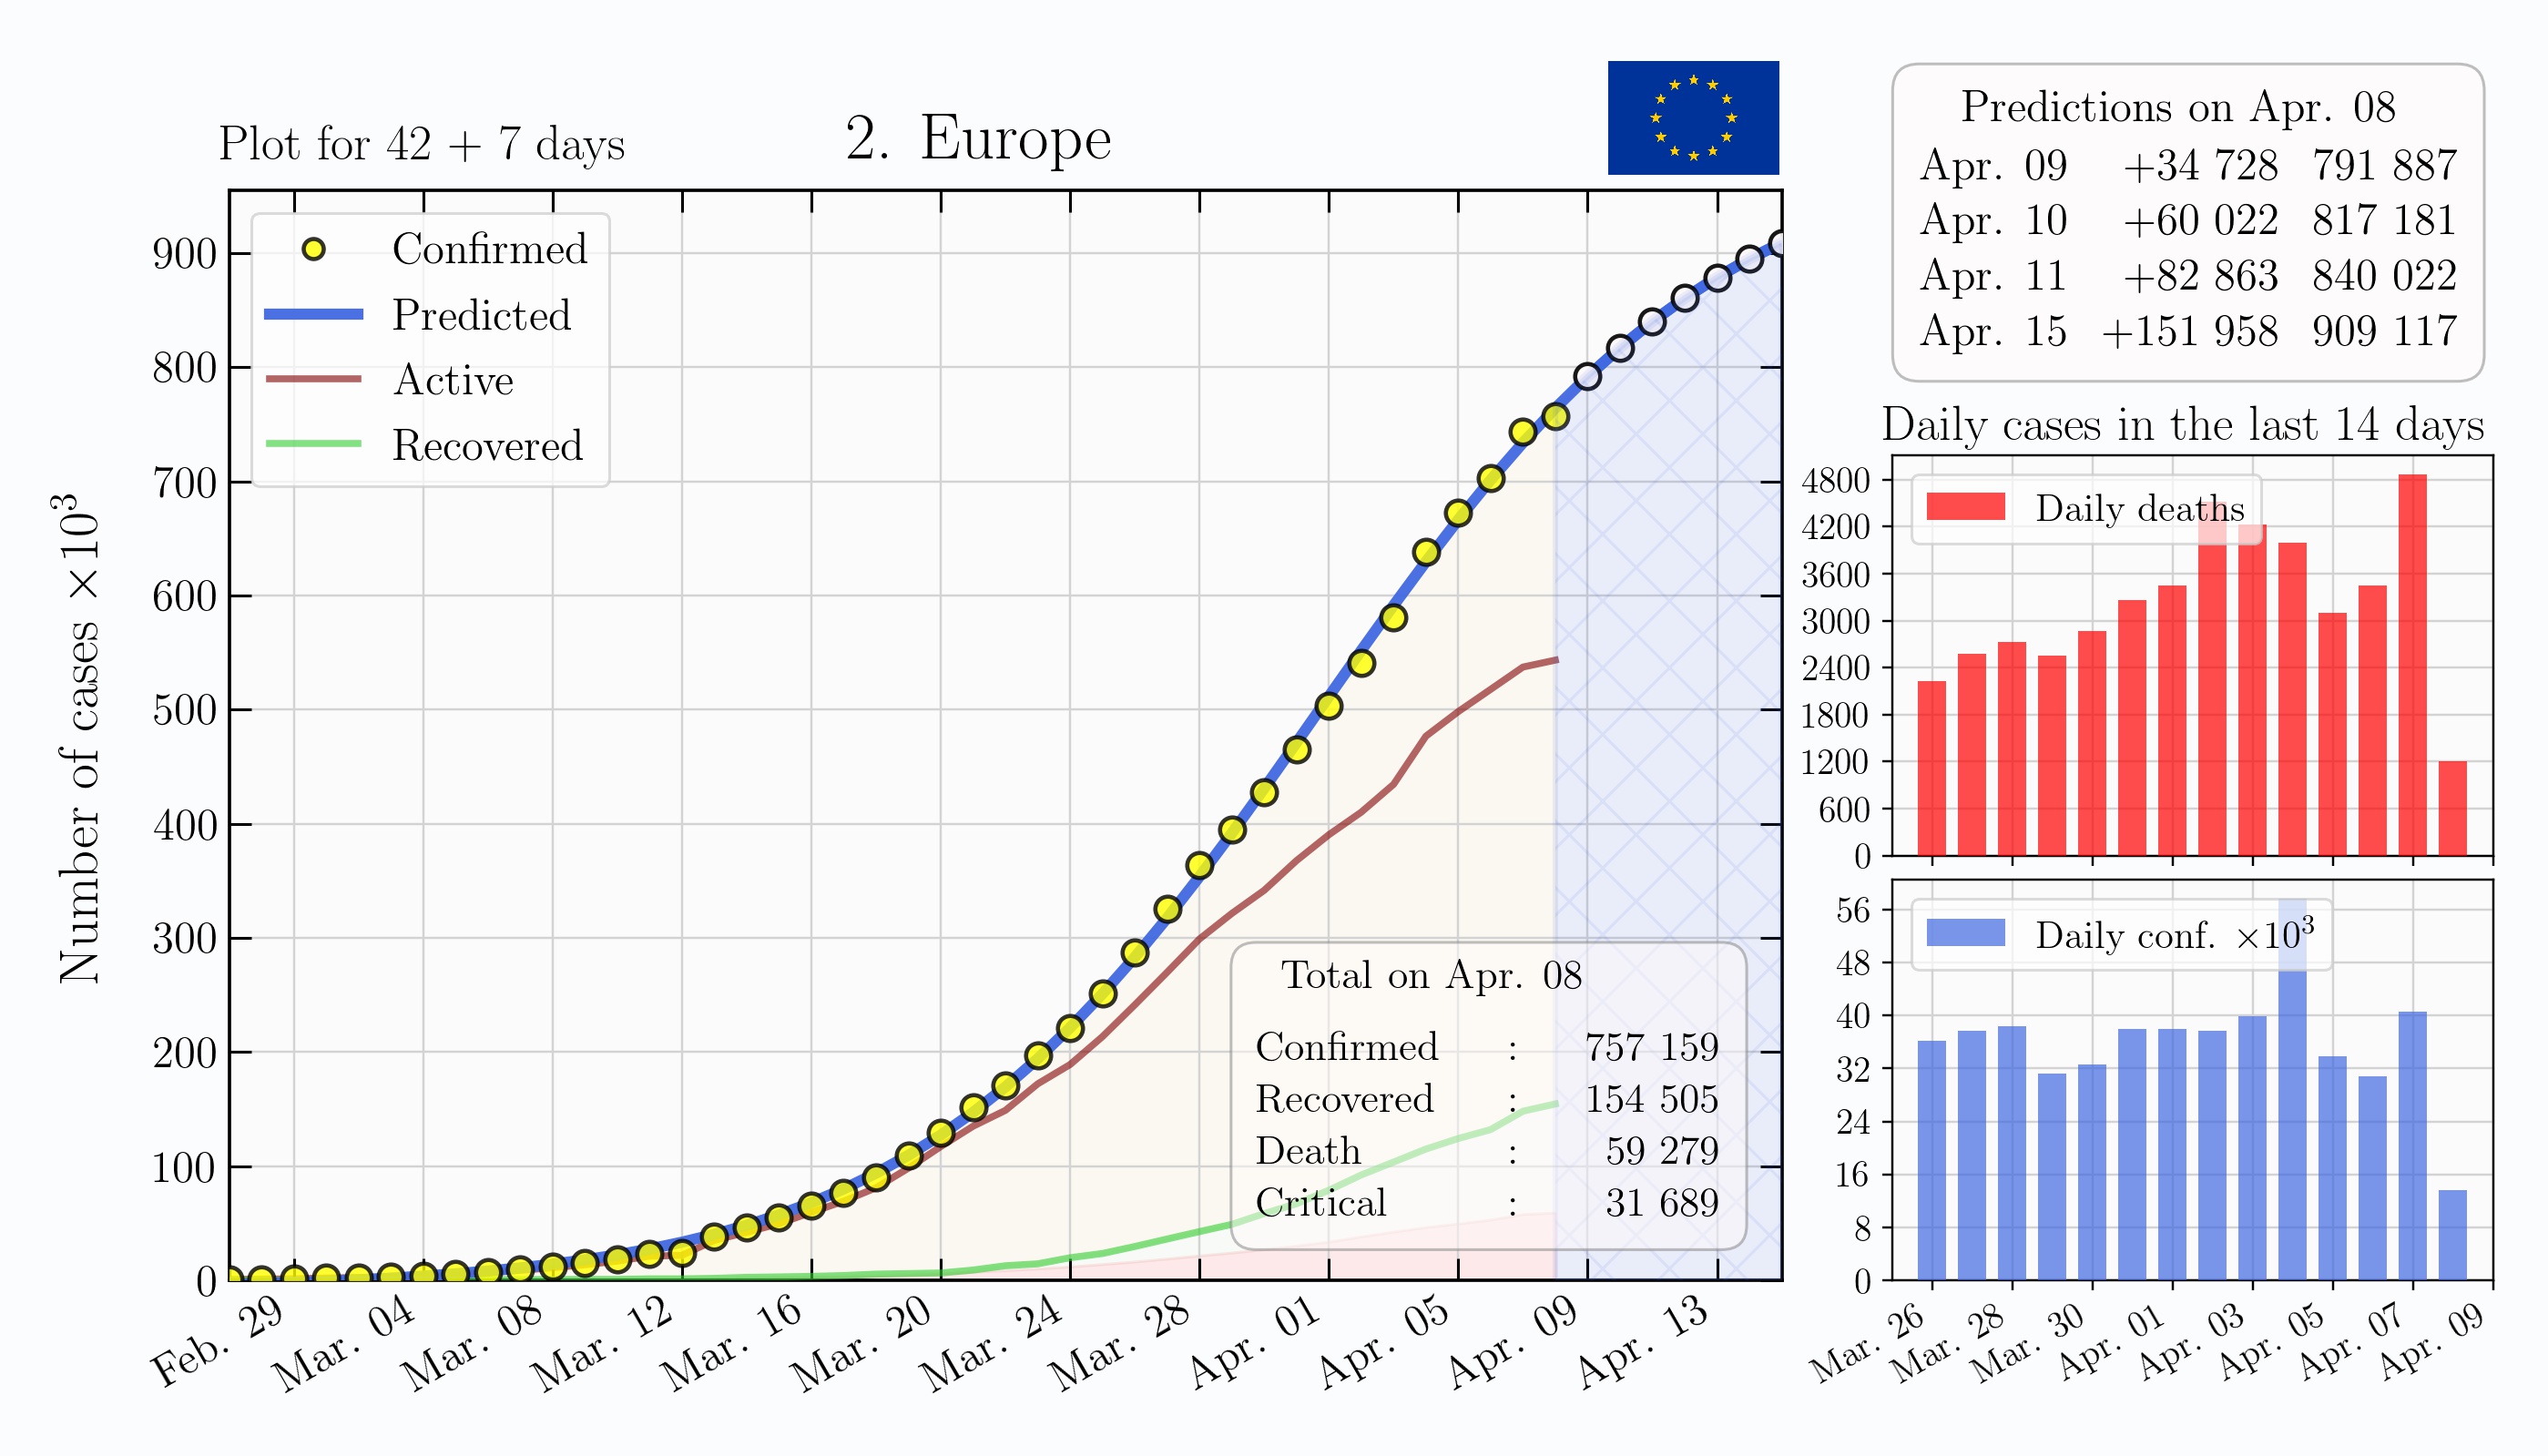 Plot for 42 + 7 days
2. Europe
Number of cases ×10³
900
800
700
600
500
400
300
200
100
0
Confirmed
Predicted
Active
Recovered
Total on Apr. 08
Confirmed : 757 159
Recovered : 154 505
Death : 59 279
Critical : 31 689
Feb. 29
Mar. 04
Mar. 08
Mar. 12
Mar. 16
Mar. 20
Mar. 24
Mar. 28
Apr. 01
Apr. 05
Apr. 09
Apr. 13
Predictions on Apr. 08
Apr. 09 +34 728 791 887
Apr. 10 +60 022 817 181
Apr. 11 +82 863 840 022
Apr. 15 +151 958 909 117
Daily cases in the last 14 days
4800
4200
3600
3000
2400
1800
1200
600
0
Daily deaths
56
48
40
32
24
16
8
0
Daily conf. ×10³
Mar. 26
Mar. 28
Mar. 30
Apr. 01
Apr. 03
Apr. 05
Apr. 07
Apr. 09